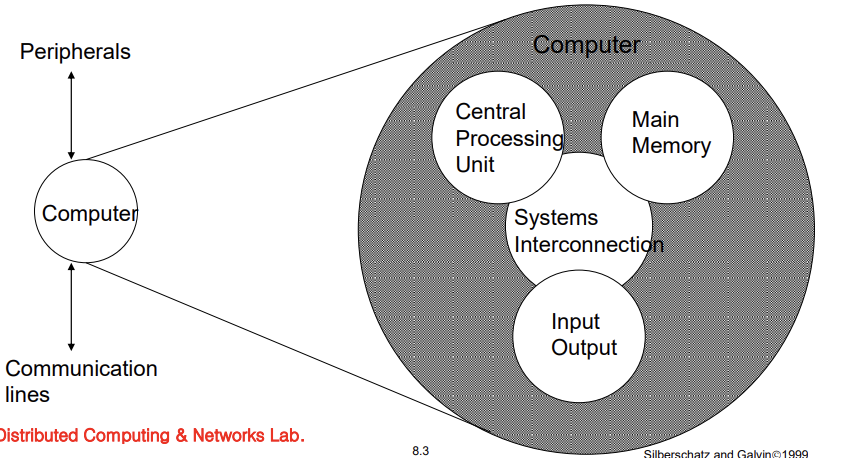 Peripherals
Computer
Communication
lines
Computer
Central
Processing
Unit
Main
Memory
Systems
Interconnection
Input
Output
Distributed Computing & Networks Lab.
8.3
Silberschatz and Galvin©1999